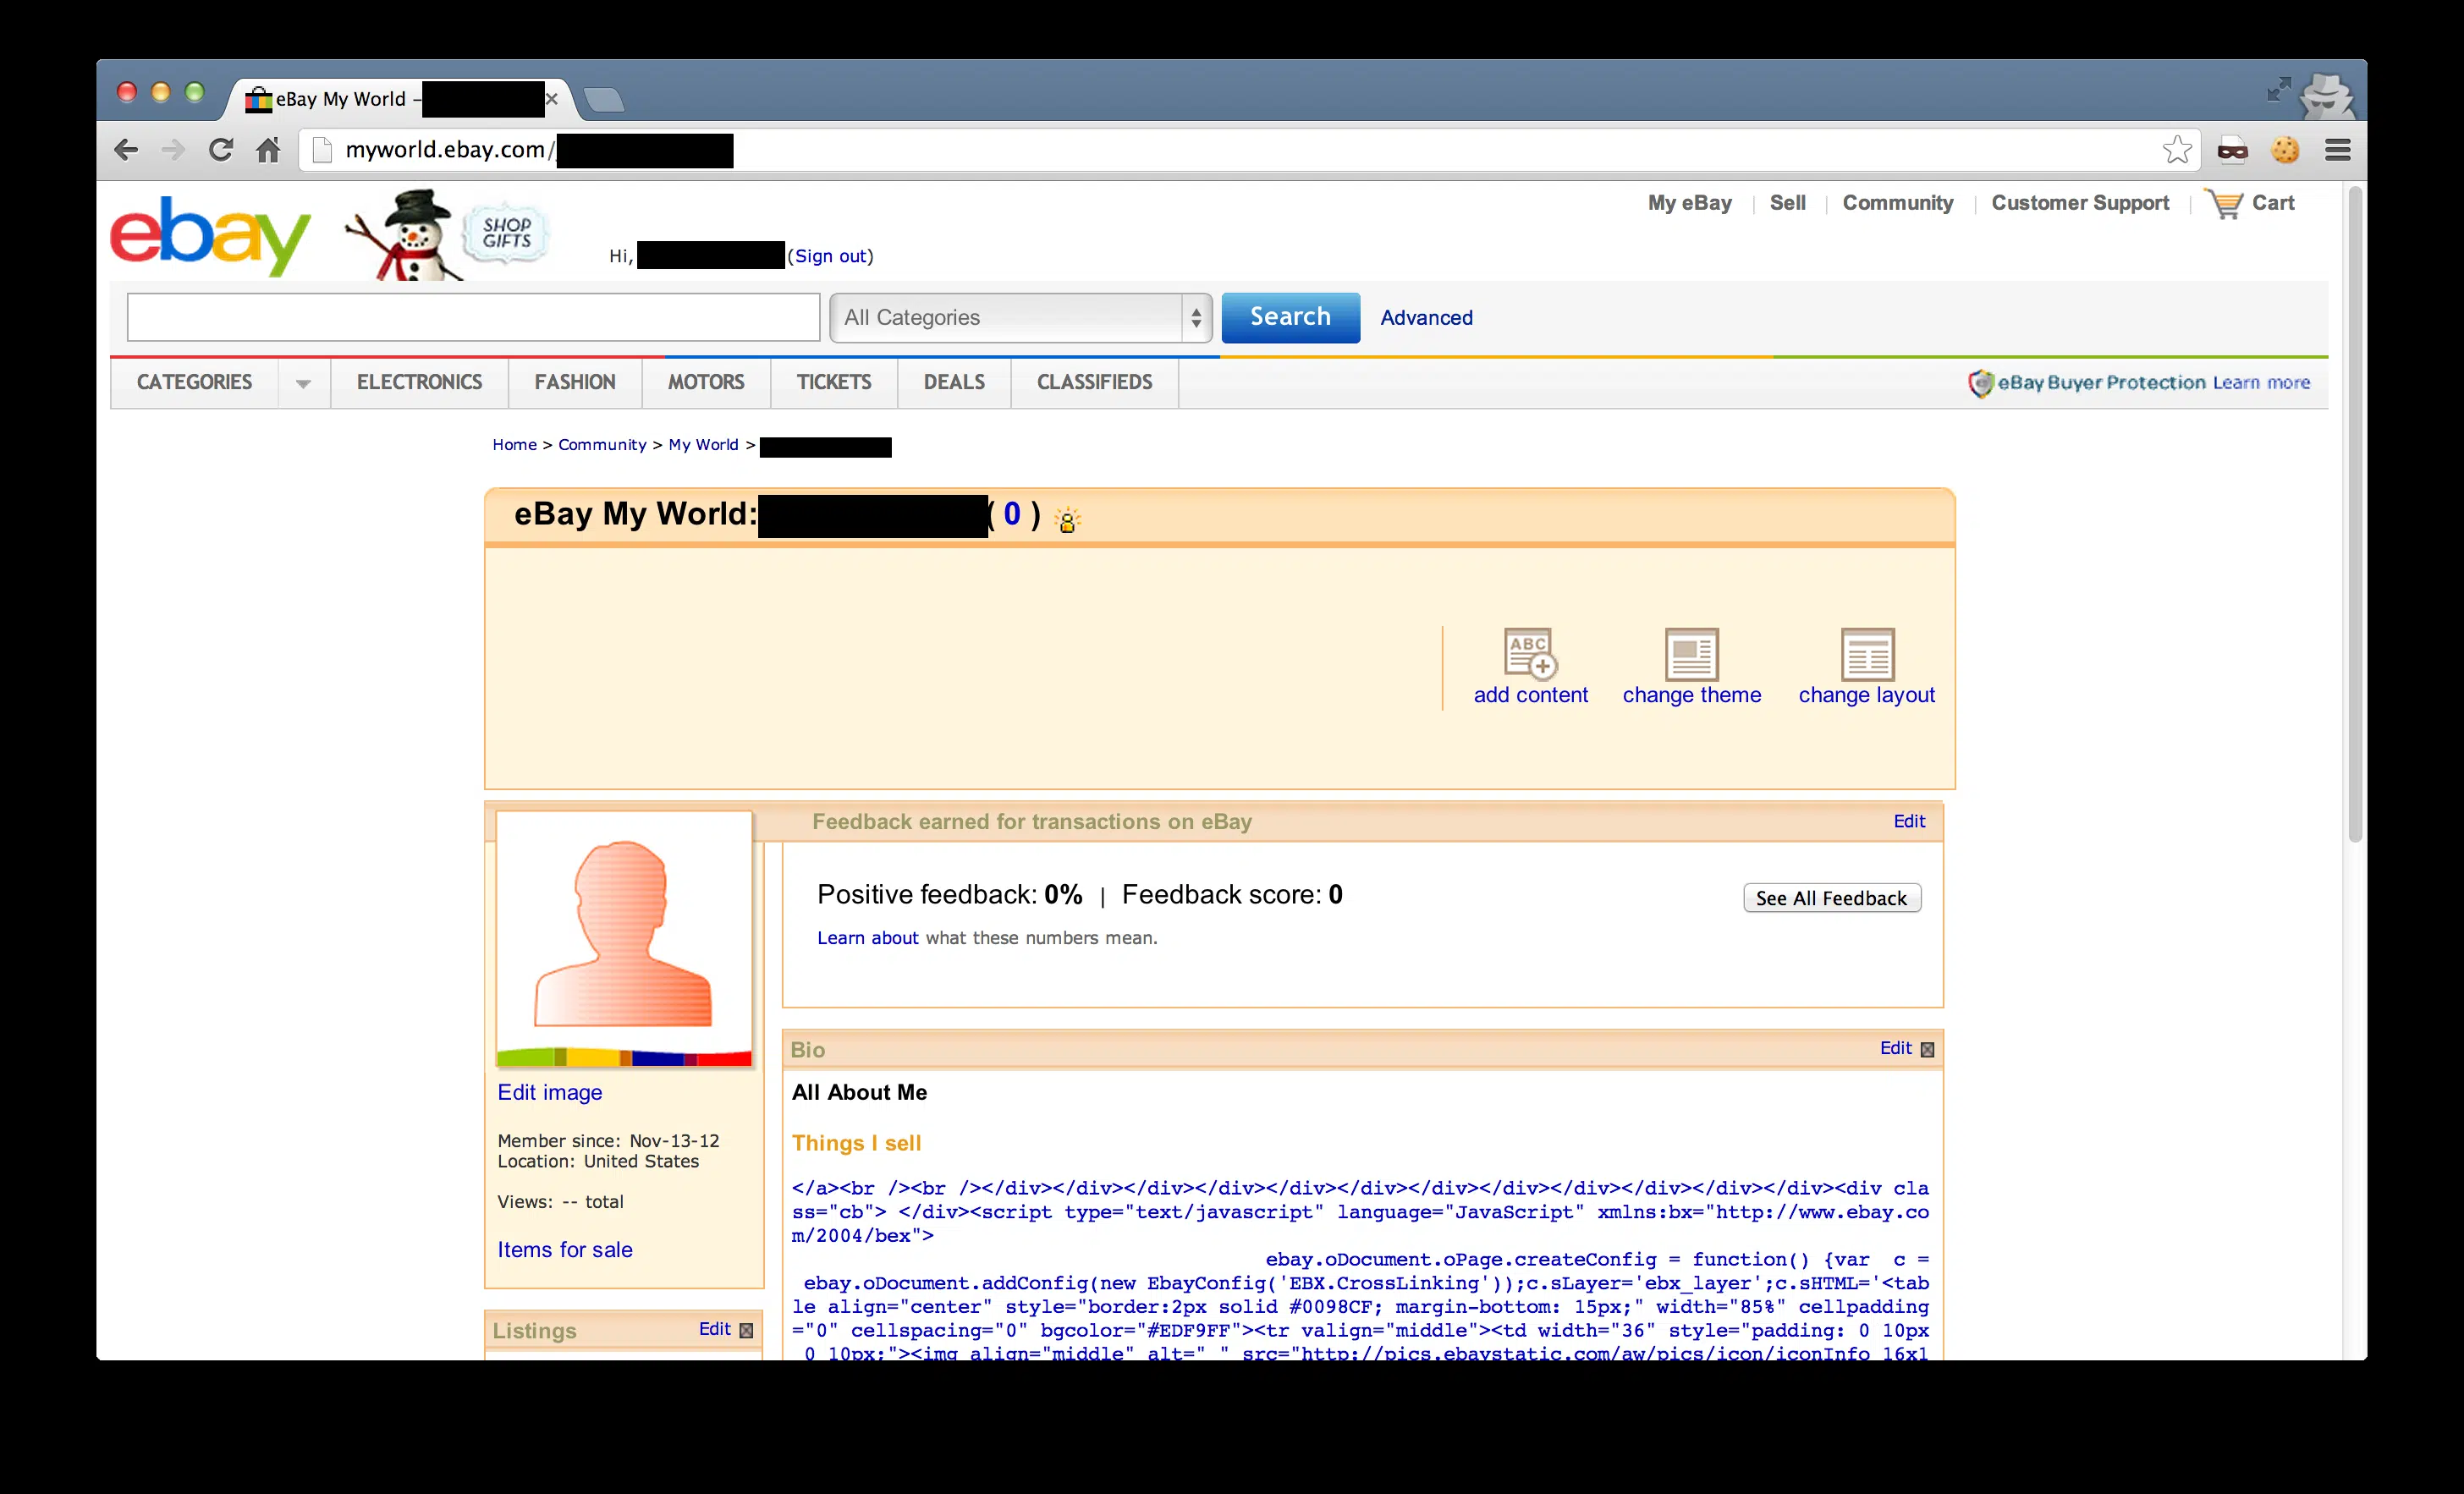 eBay My World –
myworld.ebay.com/
ebay
SHOP
GIFTS
Hi, (Sign out)
My eBay | Sell | Community | Customer Support | Cart
All Categories
Search
Advanced
CATEGORIES ELECTRONICS FASHION MOTORS TICKETS DEALS CLASSIFIEDS
eBay Buyer Protection Learn more
Home > Community > My World >
eBay My World: ( 0 )
ABC
add content change theme change layout
Feedback earned for transactions on eBay Edit
Positive feedback: 0% | Feedback score: 0
See All Feedback
Learn about what these numbers mean.
Edit image
Member since: Nov-13-12
Location: United States
Views: -- total
Items for sale
Listings Edit
Bio Edit
All About Me
Things I sell
</a><br /><br /></div></div></div></div></div></div></div></div></div></div></div></div><div cla
ss="cb"> </div><script type="text/javascript" language="JavaScript" xmlns:bx="http://www.ebay.co
m/2004/bex">
ebay.oDocument.oPage.createConfig = function() {var  c =
ebay.oDocument.addConfig(new EbayConfig('EBX.CrossLinking'));c.sLayer='ebx_layer';c.sHTML='<tab
le align="center" style="border:2px solid #0098CF; margin-bottom: 15px;" width="85%" cellpadding
="0" cellspacing="0" bgcolor="#EDF9FF"><tr valign="middle"><td width="36" style="padding: 0 10px
0 10px;"><img align="middle" alt=" " src="http://pics.ebaystatic.com/aw/pics/icon/iconInfo_16x1